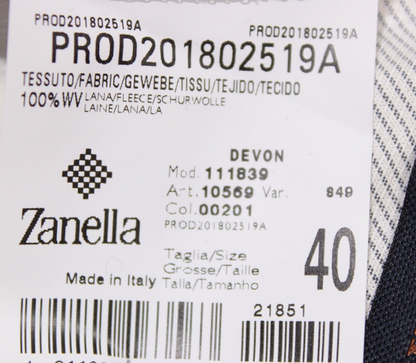 PROD201802519A PROD201802519A
PROD201802519A
TESSUTO/FABRIC/GEWEBE/TISSU/TEJIDO/TECIDO
100%WV LANA/FLEECE/SCHURWOLLE
LAINE/LANA/LA
DEVON
Mod. 111839
Art. 10569 Var. 849
Col. 00201
PROD201802519A
Zanella
Taglia/Size
Grosse/Taille
Talla/Tamanho
40
Made in Italy
21851